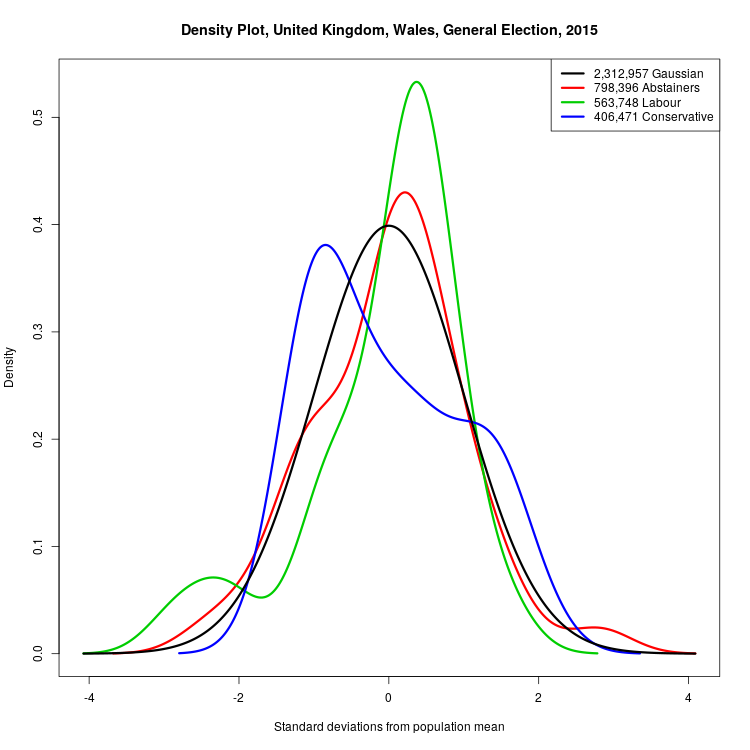 Density Plot, United Kingdom, Wales, General Election, 2015
2,312,957 Gaussian
798,396 Abstainers
563,748 Labour
406,471 Conservative
Density
0.5
0.4
0.3
0.2
0.1
0.0
-4 -2 0 2 4
Standard deviations from population mean